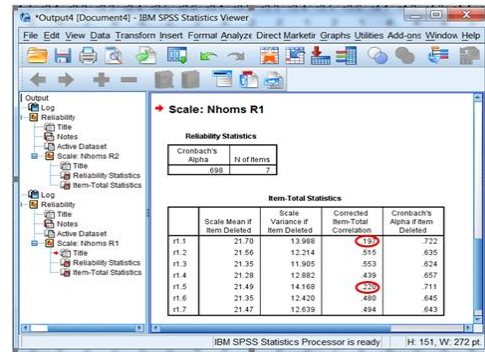 *Output4 [Document4] - IBM SPSS Statistics Viewer
File Edit View Data Transform Insert Format Analyze Direct Marketir Graphs Utilities Add-ons Window Help
Output
Log
Reliability
Title
Notes
Active Dataset
Scale: Nhoms R2
Title
Reliability Statistics
Item-Total Statistics
Log
Reliability
Title
Notes
Active Dataset
Scale: Nhoms R1
Title
Reliability Statistics
Item-Total Statistics
Scale: Nhoms R1
Reliability Statistics
Cronbach's Alpha N of Items
.698 7
Item-Total Statistics
Scale Mean if Item Deleted Scale Variance if Item Deleted Corrected Item-Total Correlation Cronbach's Alpha if Item Deleted
r1.1 21.70 13.988 .197 .722
r1.2 21.56 12.214 .515 .635
r1.3 21.35 11.905 .553 .624
r1.4 21.28 12.882 .439 .657
r1.5 21.49 14.168 .711
r1.6 21.35 12.420 .480 .645
r1.7 21.47 12.639 .494 .643
IBM SPSS Statistics Processor is ready H: 151, W: 272 pt.